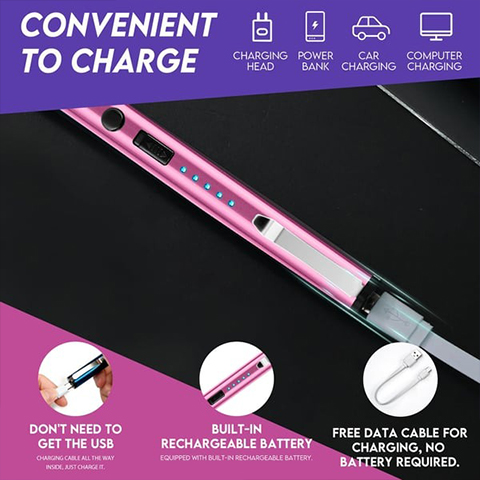 CONVENIENT
TO CHARGE
CHARGING
HEAD
POWER
BANK
CAR
CHARGING
COMPUTER
CHARGING
DON'T NEED TO
GET THE USB
CHARGING CABLE ALL THE WAY
INSIDE, JUST CHARGE IT.
BUILT-IN
RECHARGEABLE BATTERY
EQUIPPED WITH BUILT-IN RECHARGEABLE BATTERY.
FREE DATA CABLE FOR
CHARGING, NO
BATTERY REQUIRED.